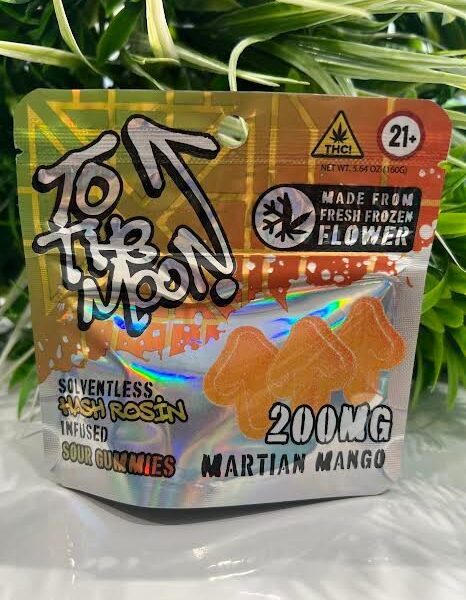 TO
THE
MOON!
THC!
21+
NET WT. 5.64 OZ (160G)
MADE FROM
FRESH FROZEN
FLOWER
SOLVENTLESS
HASH ROSIN
INFUSED
SOUR GUMMIES
200MG
MARTIAN MANGO